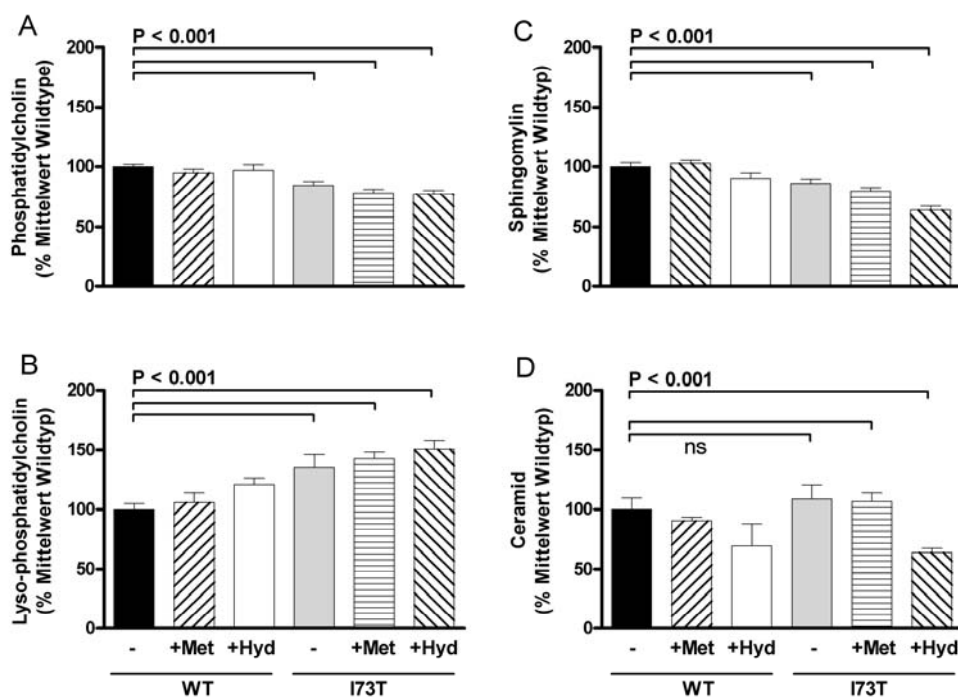 A
P < 0.001
200
150
100
50
0
Phosphatidylcholin
(% Mittelwert Wildtype)
C
P < 0.001
200
150
100
50
0
Sphingomylin
(% Mittelwert Wildtyp)
B
P < 0.001
200
150
100
50
0
Lyso-phosphatidylcholin
(% Mittelwert Wildtyp)
- +Met +Hyd - +Met +Hyd
WT I73T
D
P < 0.001
ns
200
150
100
50
0
Ceramid
(% Mittelwert Wildtyp)
- +Met +Hyd - +Met +Hyd
WT I73T